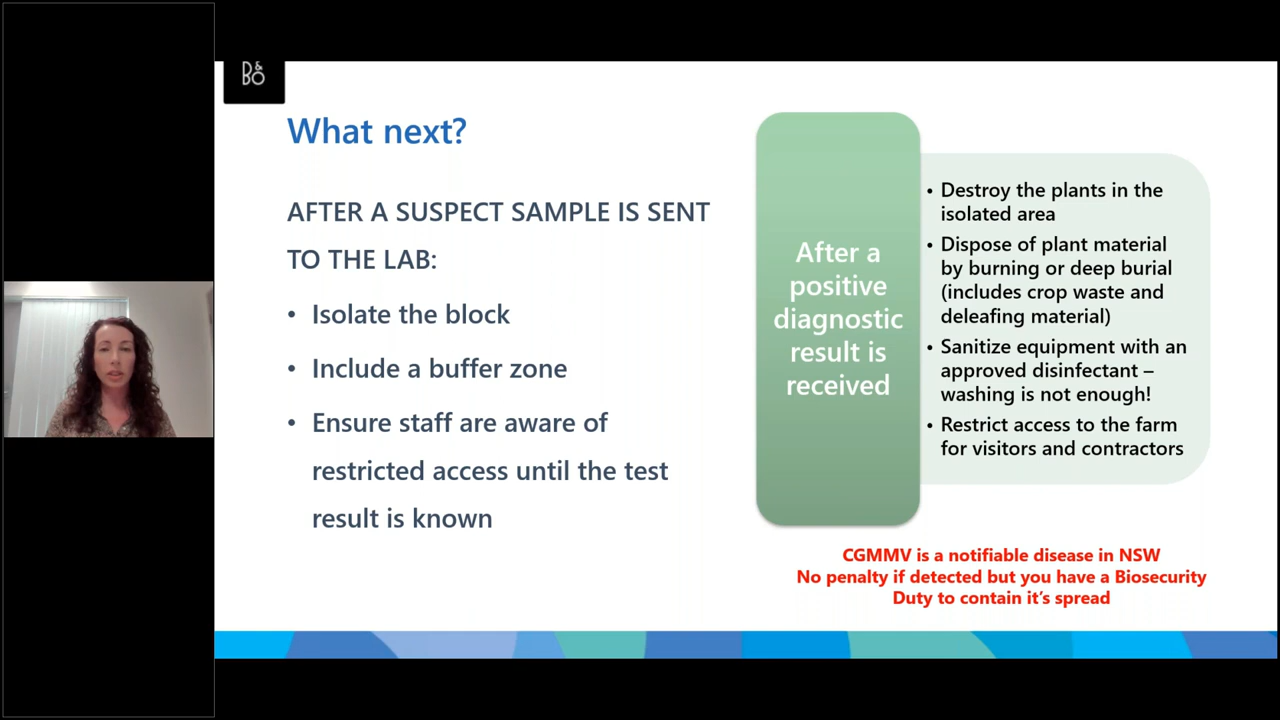 B&O
What next?
AFTER A SUSPECT SAMPLE IS SENT
TO THE LAB:
• Isolate the block
• Include a buffer zone
• Ensure staff are aware of
restricted access until the test
result is known
After a
positive
diagnostic
result is
received
• Destroy the plants in the
isolated area
• Dispose of plant material
by burning or deep burial
(includes crop waste and
deleafing material)
• Sanitize equipment with an
approved disinfectant –
washing is not enough!
• Restrict access to the farm
for visitors and contractors
CGMMV is a notifiable disease in NSW
No penalty if detected but you have a Biosecurity
Duty to contain it's spread